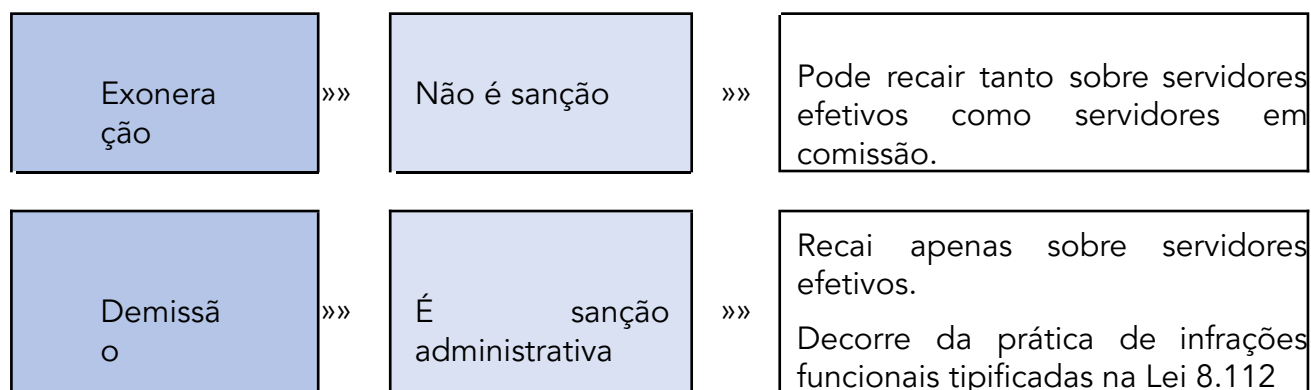 Exonera
ção
»»
Não é sanção
»»
Pode recair tanto sobre servidores
efetivos como servidores em
comissão.
Demissã
o
»»
É sanção
administrativa
»»
Recai apenas sobre servidores
efetivos.
Decorre da prática de infrações
funcionais tipificadas na Lei 8.112